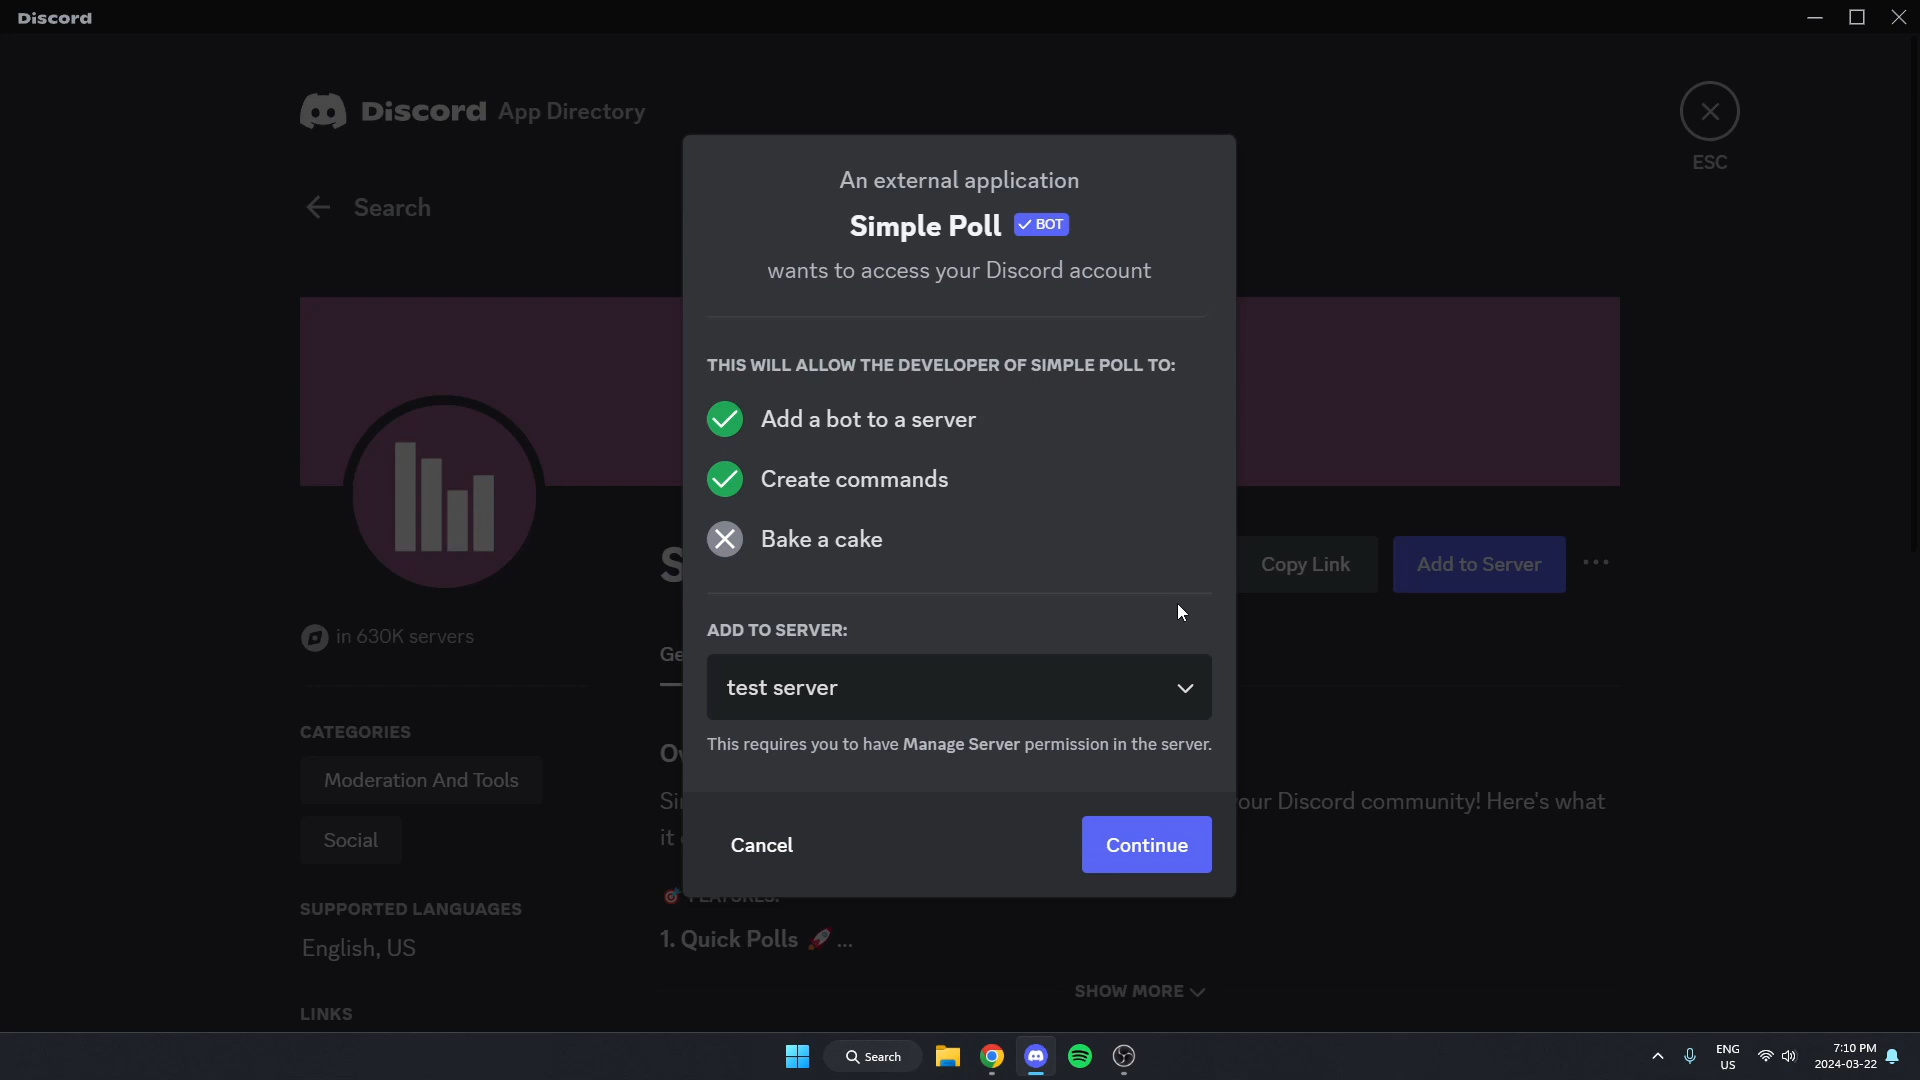 Discord
Discord App Directory
ESC
Search
An external application
Simple Poll BOT
wants to access your Discord account
THIS WILL ALLOW THE DEVELOPER OF SIMPLE POLL TO:
Add a bot to a server
Create commands
Bake a cake
Copy Link
Add to Server
in 630K servers
ADD TO SERVER:
test server
This requires you to have Manage Server permission in the server.
CATEGORIES
Moderation And Tools
Social
our Discord community! Here's what
it
Cancel
Continue
FEATURES:
1. Quick Polls 🚀 ...
SHOW MORE
SUPPORTED LANGUAGES
English, US
LINKS
Search
ENG
US
7:10 PM
2024-03-22